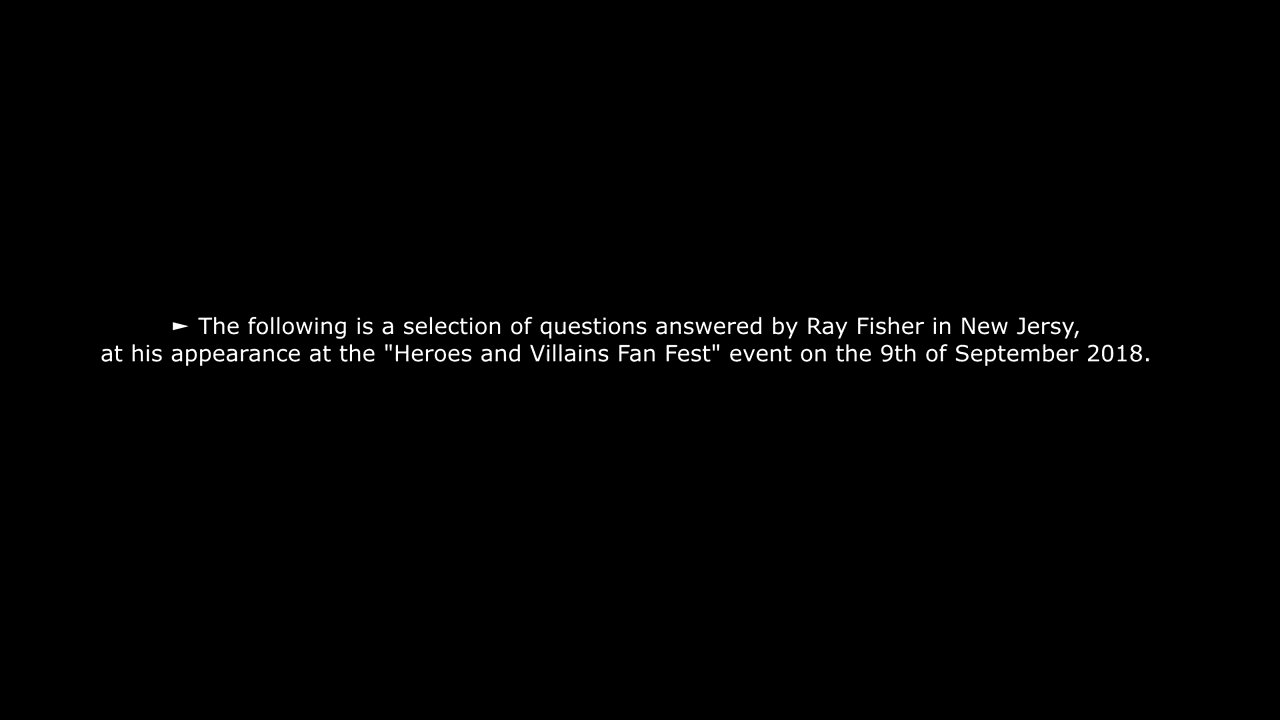 ► The following is a selection of questions answered by Ray Fisher in New Jersy,
at his appearance at the "Heroes and Villains Fan Fest" event on the 9th of September 2018.